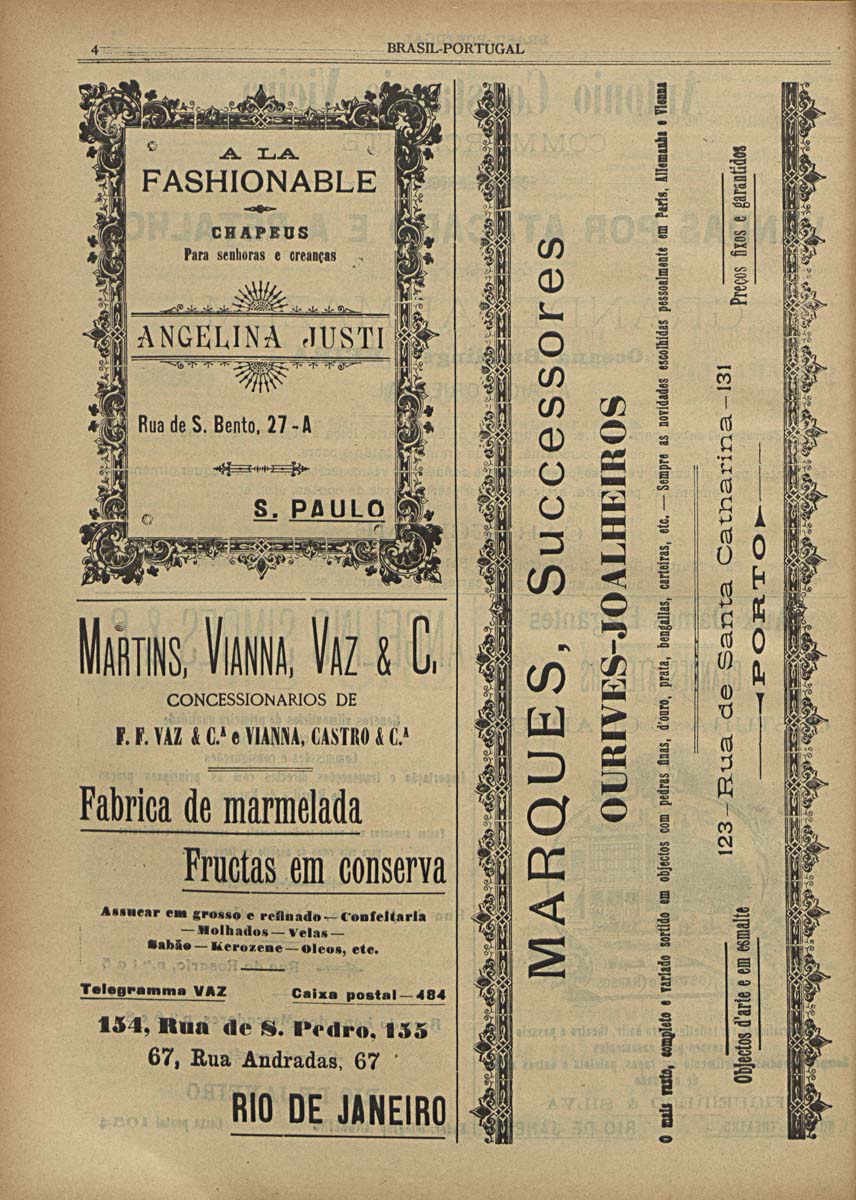 4
BRASIL-PORTUGAL
A LA
FASHIONABLE
CHAPEUS
Para senhoras e creanças
ANGELINA JUSTI
Rua de S. Bento, 27-A
S. PAULO
MARTINS, VIANNA, VAZ & C.
CONCESSIONARIOS DE
F. F. VAZ & C.ª e VIANNA, CASTRO & C.ª
Fabrica de marmelada
Fructas em conserva
Assucar em grosso e refinado — Confeitaria
— Molhados — Velas —
Sabão — Kerozene — Oleos, etc.
Telegramma VAZ
Caixa postal — 484
154, Rua de S. Pedro, 155
67, Rua Andradas, 67
RIO DE JANEIRO
MARQUES, Successores
OURIVES-JOALHEIROS
O mais vasto, completo e variado sortido em objectos com pedras finas, d'ouro, prata, bengallas, carteiras, etc. — Sempre as novidades escolhidas pessoalmente em Paris, Allemanha e Vienna
123—Rua de Santa Catharina—131
Objectos d'arte e em esmalte
PORTO
Preços fixos e garantidos